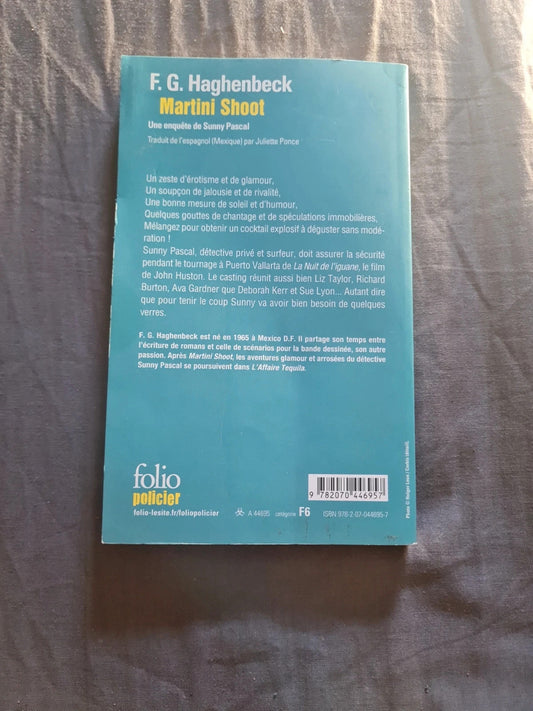 F. G. Haghenbeck
Martini Shoot
Une enquête de Sunny Pascal
Traduit de l'espagnol (Mexique) par Juliette Ponce
Un zeste d'érotisme et de glamour,
Un soupçon de jalousie et de rivalité,
Une bonne mesure de soleil et d'humour,
Quelques gouttes de chantage et de spéculations immobilières,
Mélangez pour obtenir un cocktail explosif à déguster sans modé-
ration !
Sunny Pascal, détective privé et surfeur, doit assurer la sécurité
pendant le tournage à Puerto Vallarta de La Nuit de l'iguane, le film
de John Huston. Le casting réunit aussi bien Liz Taylor, Richard
Burton, Ava Gardner que Deborah Kerr et Sue Lyon... Autant dire
que pour tenir le coup Sunny va avoir bien besoin de quelques
verres.
F. G. Haghenbeck est né en 1965 à Mexico D.F. Il partage son temps entre
l'écriture de romans et celle de scénarios pour la bande dessinée, son autre
passion. Après Martini Shoot, les aventures glamour et arrosées du détective
Sunny Pascal se poursuivent dans L'Affaire Tequila.
folio
policier
folio-lesite.fr/foliopolicier
9 782070 446957
A 44695 catégorie F6 ISBN 978-2-07-044695-7